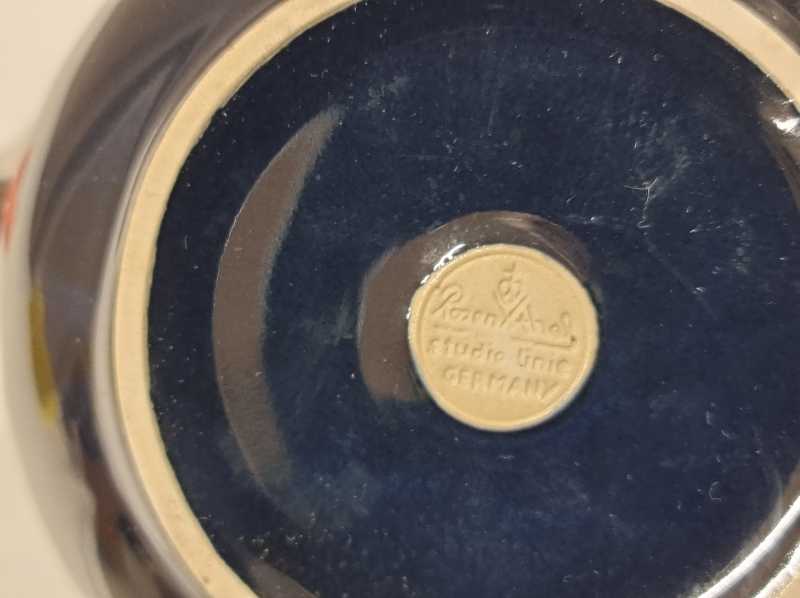 Rosenthal
studio linie
GERMANY